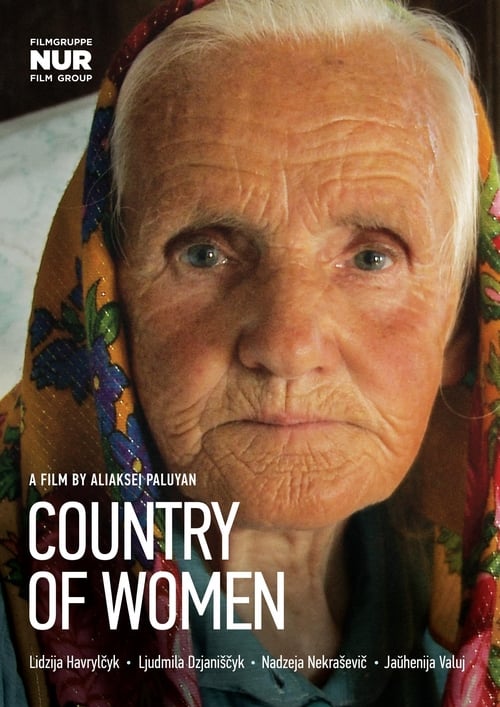 FILMGRUPPE
NUR
FILM GROUP
A FILM BY ALIAKSEI PALUYAN
COUNTRY
OF WOMEN
Lidzija Havrylčyk • Ljudmila Dzjaniščyk • Nadzeja Nekraševič • Jaŭhenija Valuj